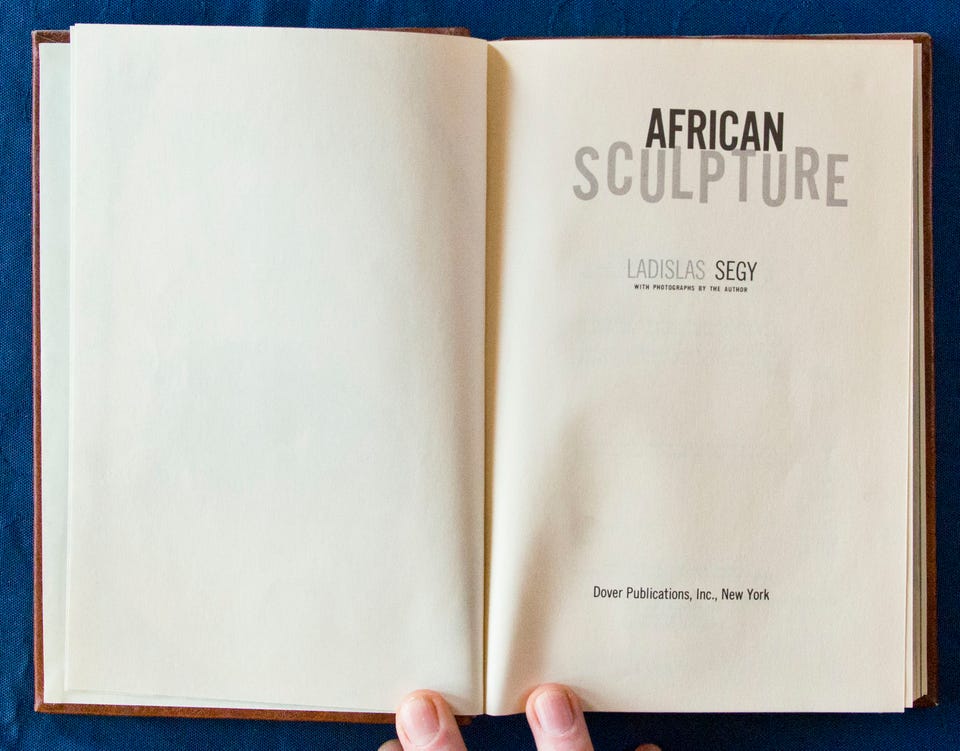 AFRICAN
SCULPTURE
LADISLAS SEGY
WITH PHOTOGRAPHS BY THE AUTHOR
Dover Publications, Inc., New York